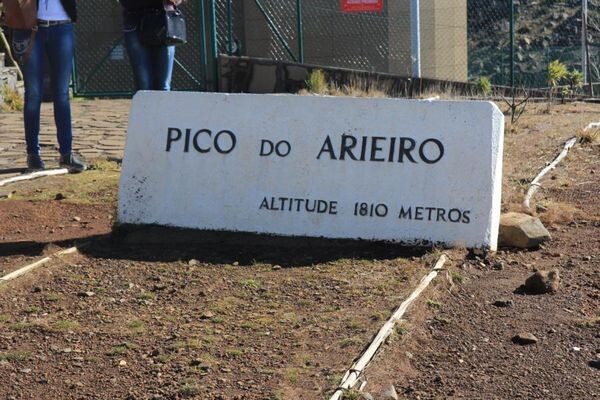 PICO DO ARIEIRO
ALTITUDE 1810 METROS